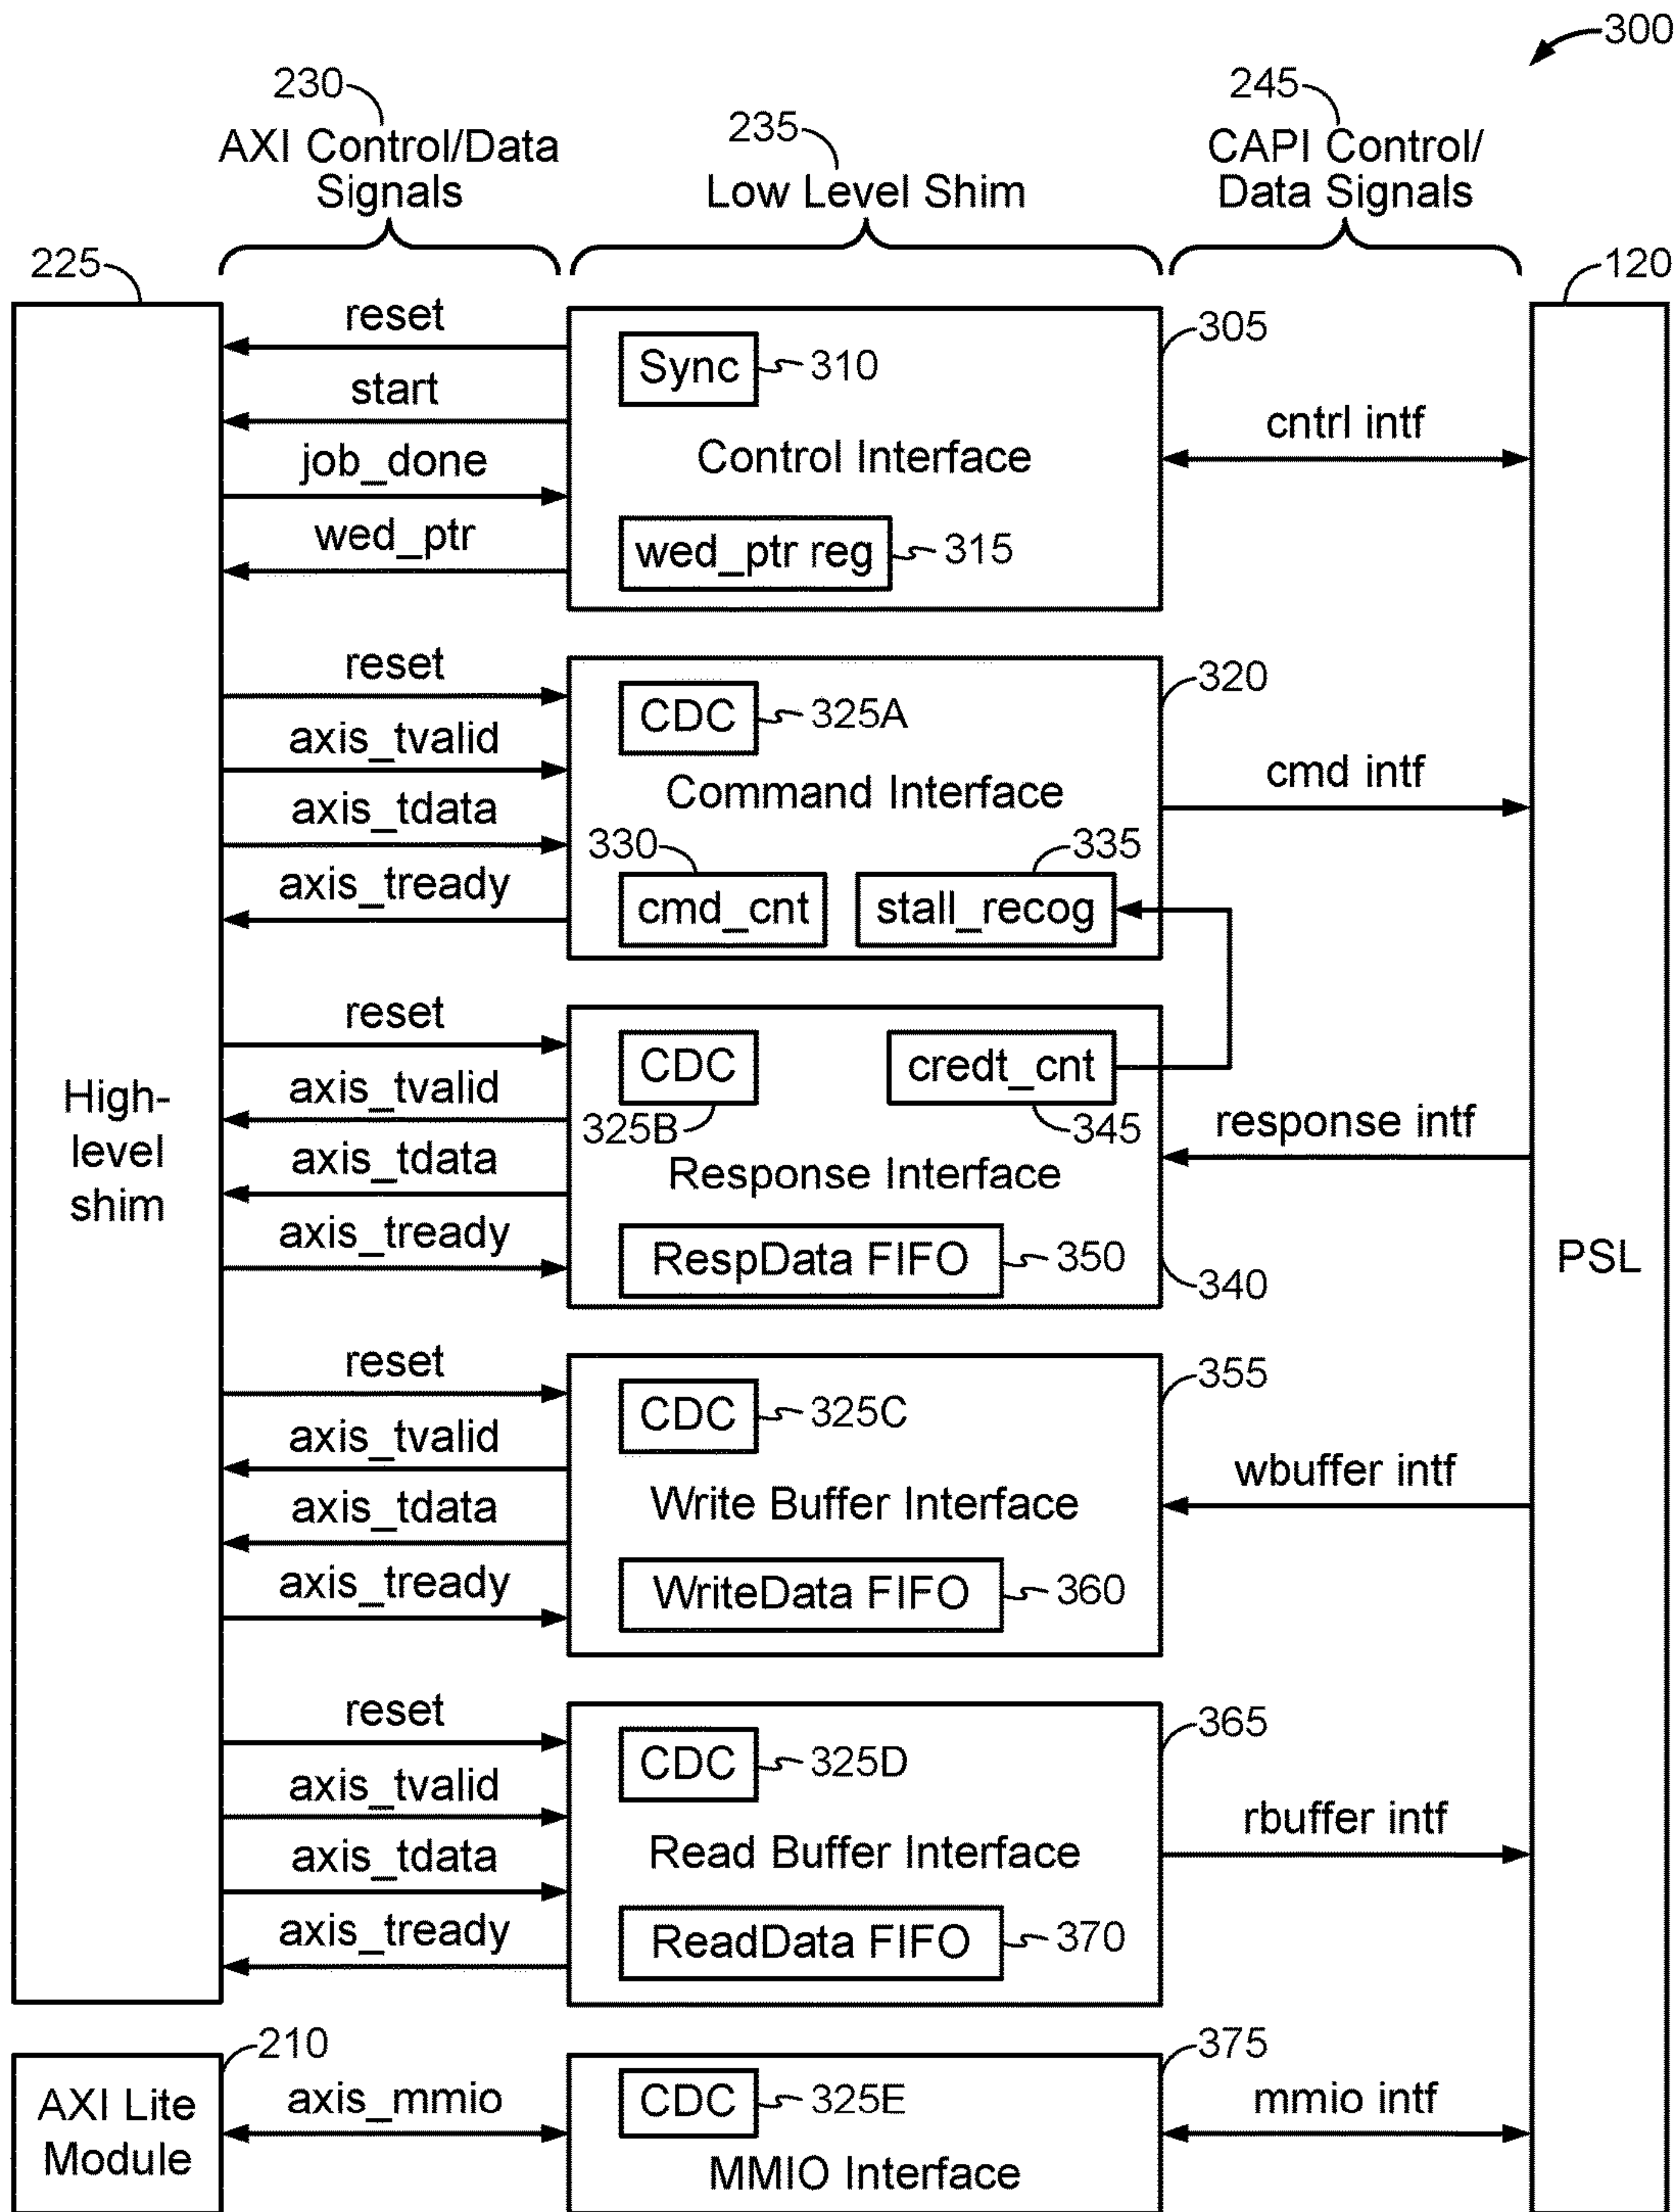 300
230
AXI Control/Data
Signals
235
Low Level Shim
245
CAPI Control/
Data Signals
225
120
High-
level
shim
PSL
reset
start
job_done
wed_ptr
Sync
310
Control Interface
wed_ptr reg
315
305
cntrl intf
reset
axis_tvalid
axis_tdata
axis_tready
CDC
325A
Command Interface
330
cmd_cnt
335
stall_recog
320
cmd intf
reset
axis_tvalid
axis_tdata
axis_tready
CDC
325B
credt_cnt
345
Response Interface
RespData FIFO
350
340
response intf
reset
axis_tvalid
axis_tdata
axis_tready
CDC
325C
Write Buffer Interface
WriteData FIFO
360
355
wbuffer intf
reset
axis_tvalid
axis_tdata
axis_tready
CDC
325D
Read Buffer Interface
ReadData FIFO
370
365
rbuffer intf
210
AXI Lite
Module
axis_mmio
CDC
325E
MMIO Interface
375
mmio intf